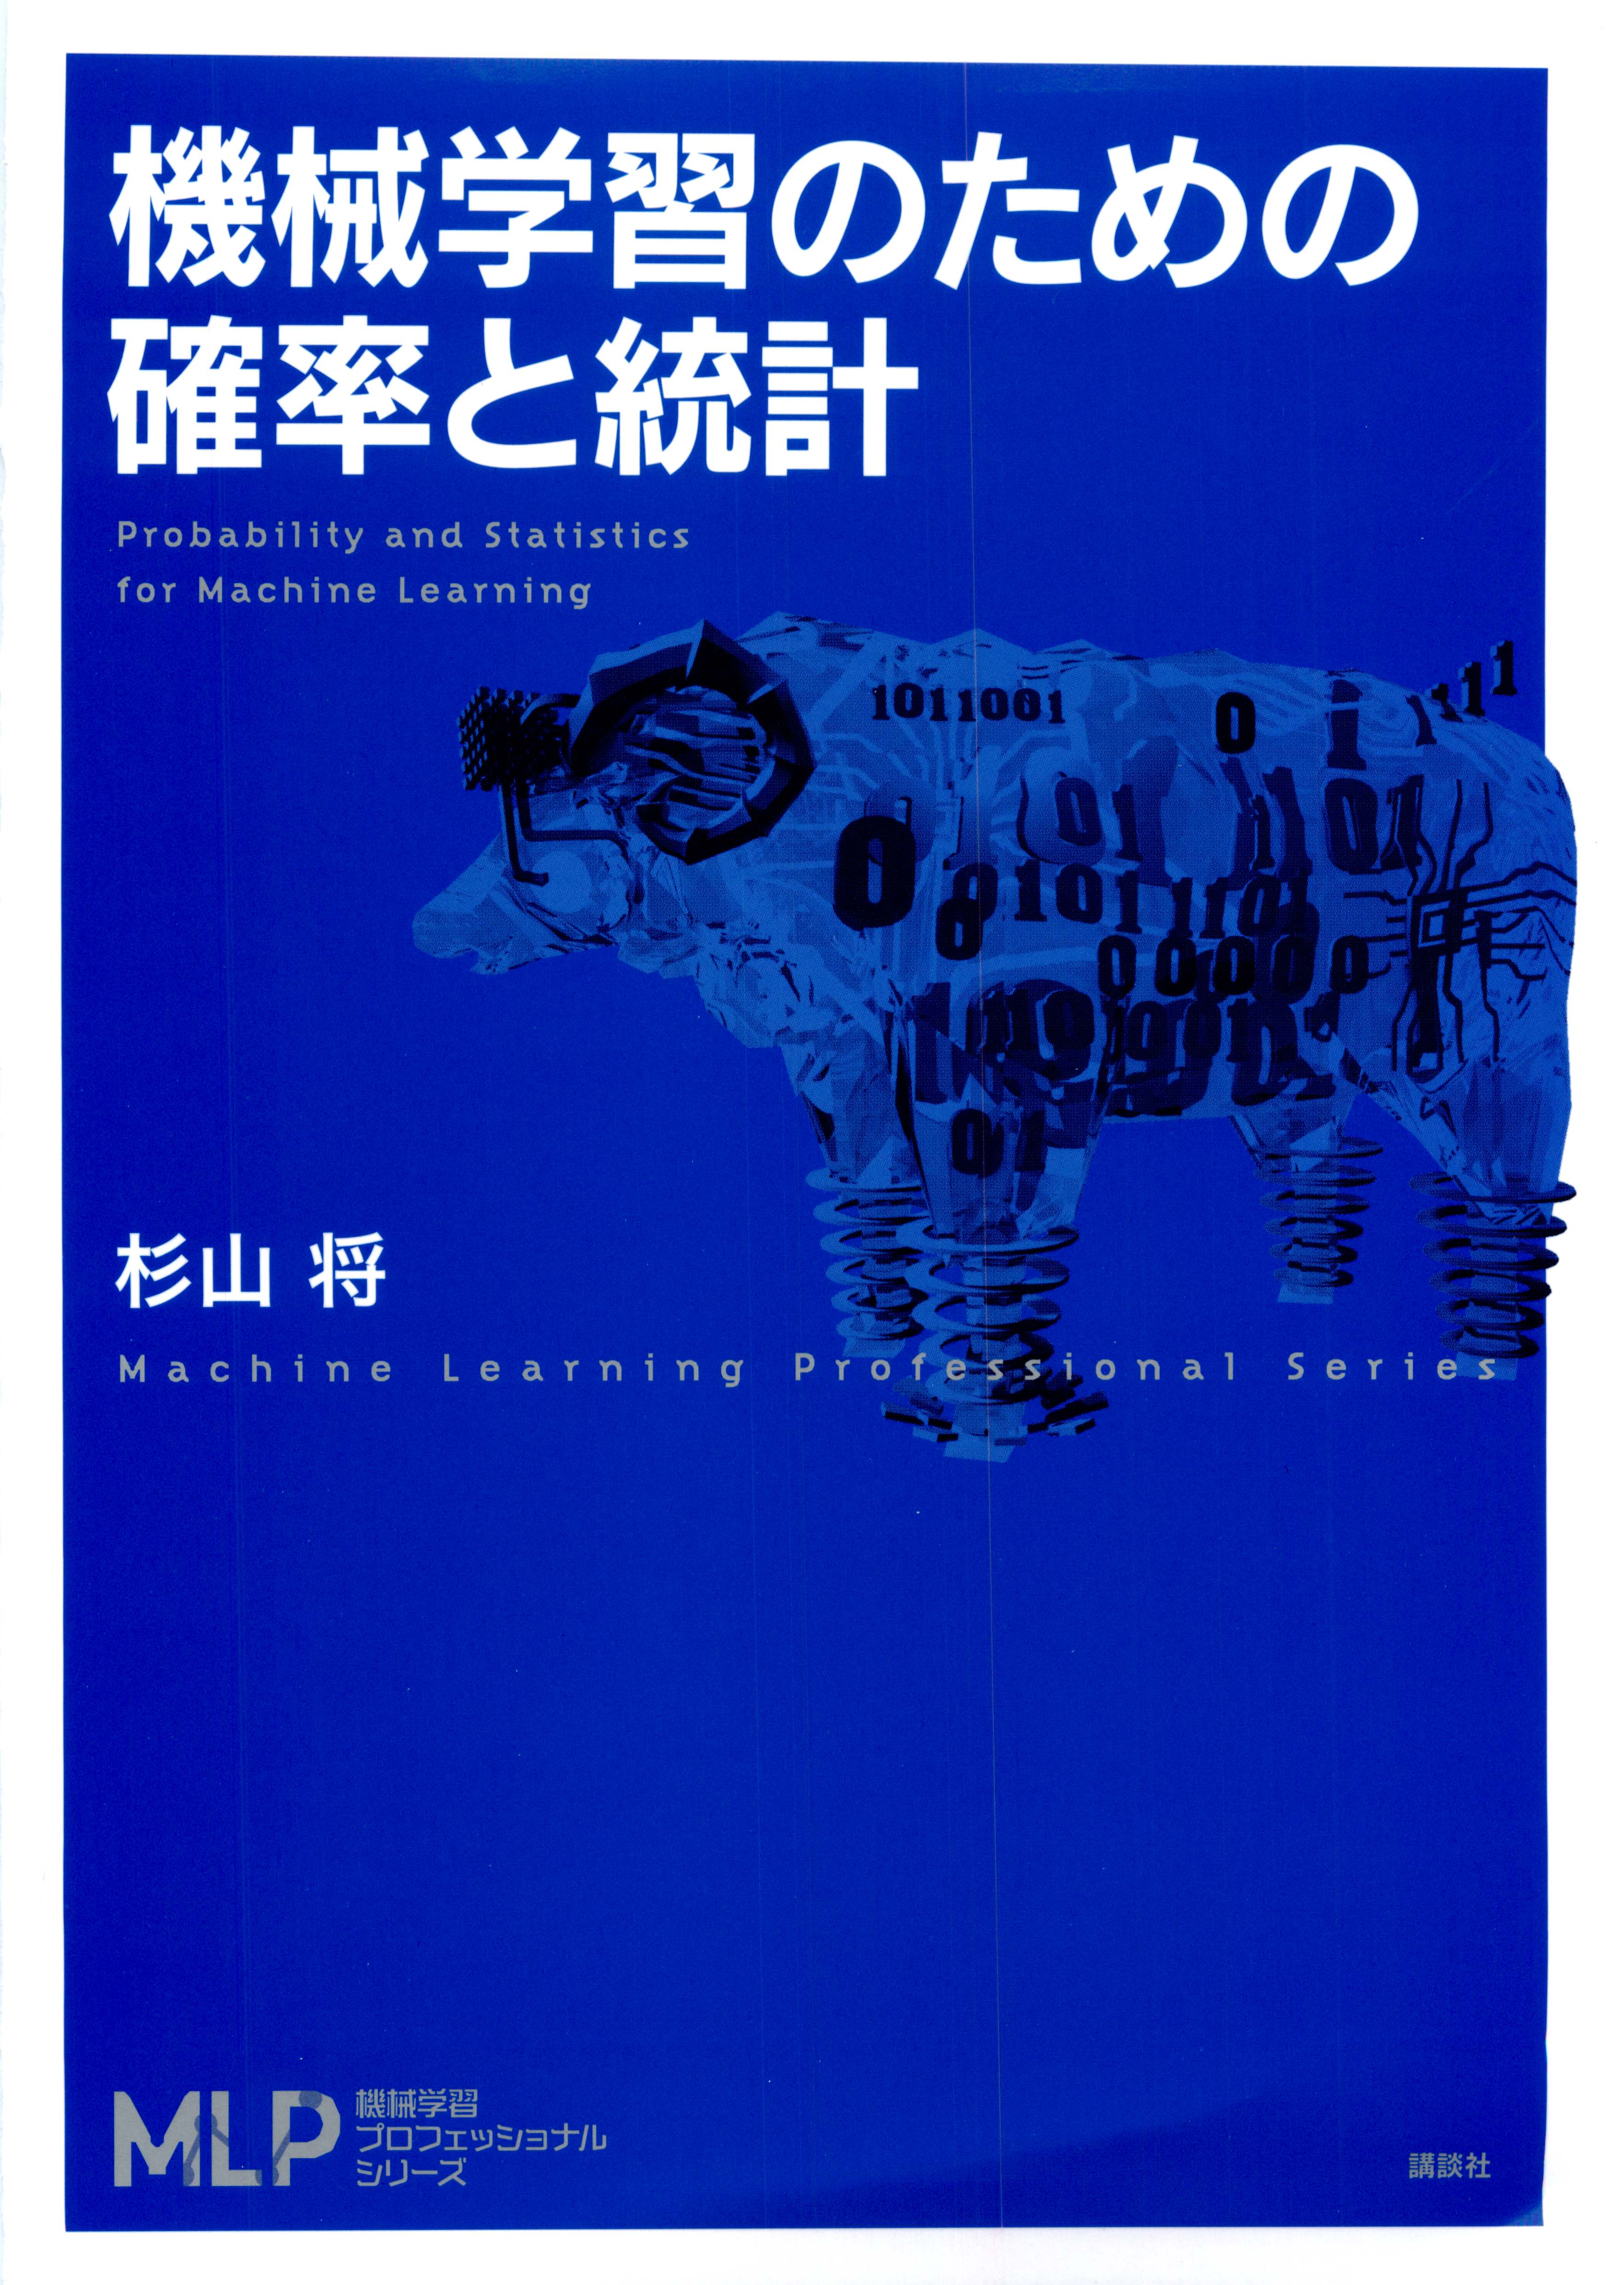 機械学習のための
確率と統計
Probability and Statistics
for Machine Learning
1011001
杉山 将
Machine Learning Professional Series
MLP
機械学習
プロフェッショナル
シリーズ
講談社